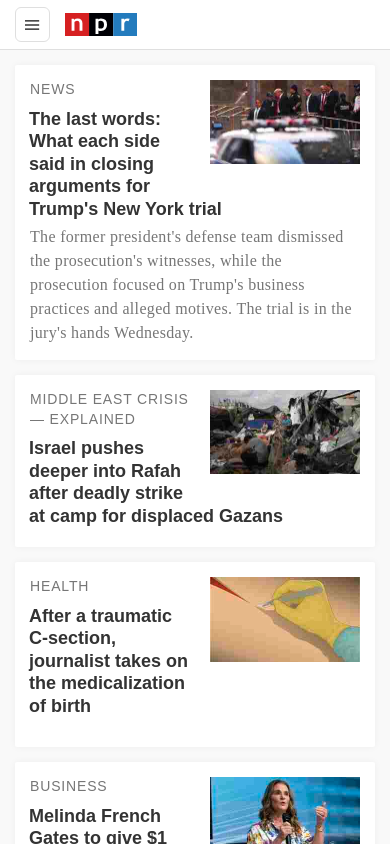 npr
NEWS
The last words:
What each side
said in closing
arguments for
Trump's New York trial
The former president's defense team dismissed
the prosecution's witnesses, while the
prosecution focused on Trump's business
practices and alleged motives. The trial is in the
jury's hands Wednesday.
MIDDLE EAST CRISIS
— EXPLAINED
Israel pushes
deeper into Rafah
after deadly strike
at camp for displaced Gazans
HEALTH
After a traumatic
C-section,
journalist takes on
the medicalization
of birth
BUSINESS
Melinda French
Gates to give $1